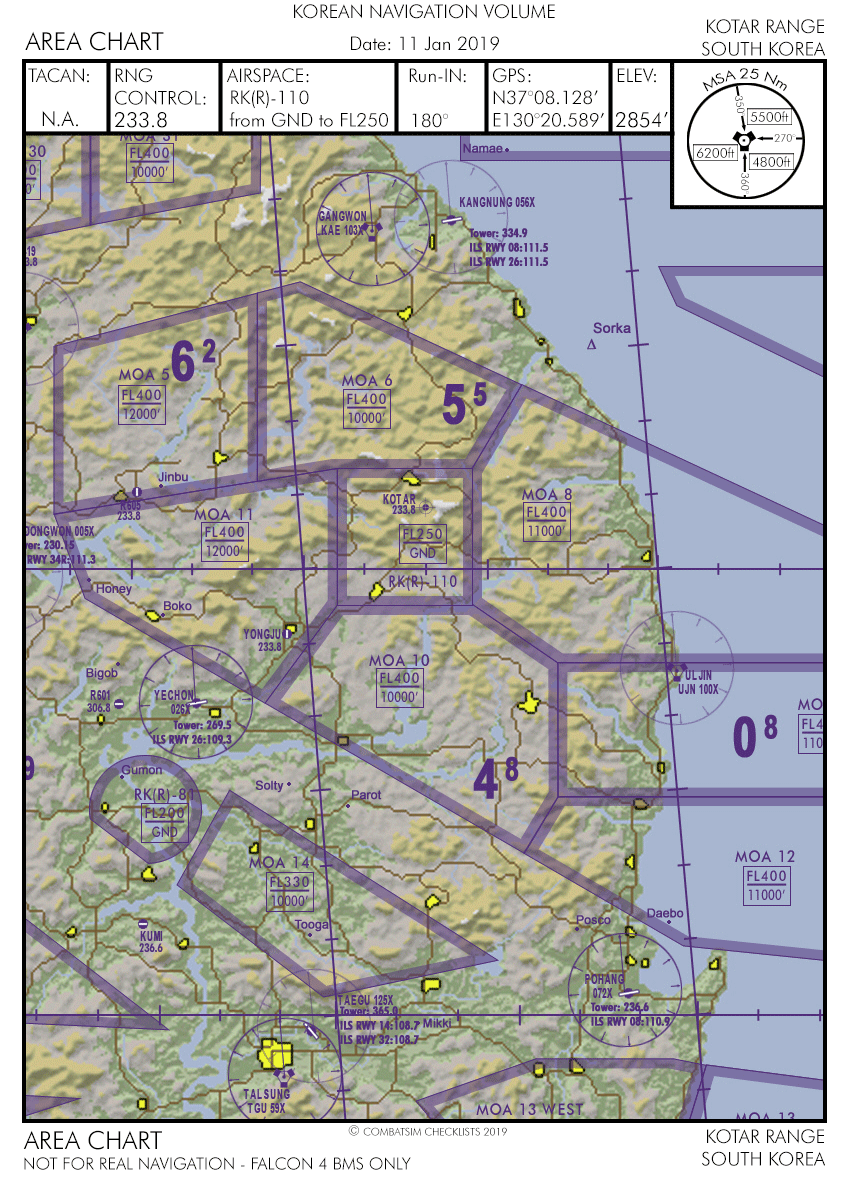 KOREAN NAVIGATION VOLUME
AREA CHART
Date: 11 Jan 2019
KOTAR RANGE
SOUTH KOREA
TACAN:
N.A.
RNG
CONTROL:
233.8
AIRSPACE:
RK(R)-110
from GND to FL250
Run-IN:
180°
GPS:
N37°08.128'
E130°20.589'
ELEV:
2854'
MSA 25 Nm
350°
5500ft
270°
6200ft
4800ft
360°
MOA 31
FL400
10000'
30
Namae
KANGNUNG 056X
Tower: 334.9
ILS RWY 08:111.5
ILS RWY 26:111.5
GANGWON
KAE 103X
19
3.8
Sorka
6 2
MOA 5
FL400
12000'
MOA 6
FL400
10000'
5 5
Jinbu
R605
233.8
KOTAR
233.8
FL250
GND
RK(R)-110
MOA 8
FL400
11000'
MOA 11
FL400
12000'
JONGWON 005X
wer: 230.15
RWY 34R:111.3
Honey
Boko
YONGJU
233.8
MOA 10
FL400
10000'
Bigob
R601
306.8
YECHON
026X
Tower: 269.5
ILS RWY 26:109.3
ULJIN
UJN 100X
MO
FL4
110
0 8
4 8
9
Gumon
RK(R)-81
FL200
GND
Solty
Parot
MOA 14
FL330
10000'
Tooga
MOA 12
FL400
11000'
Posco
Daebo
KUMI
236.6
POHANG
072X
Tower: 236.6
ILS RWY 08:110.9
TAEGU 125X
Tower: 365.0
ILS RWY 14:108.7
ILS RWY 32:108.7
Mikki
TALSUNG
TGU 59X
MOA 13 WEST
MOA 13
© COMBATSIM CHECKLISTS 2019
AREA CHART
NOT FOR REAL NAVIGATION - FALCON 4 BMS ONLY
KOTAR RANGE
SOUTH KOREA